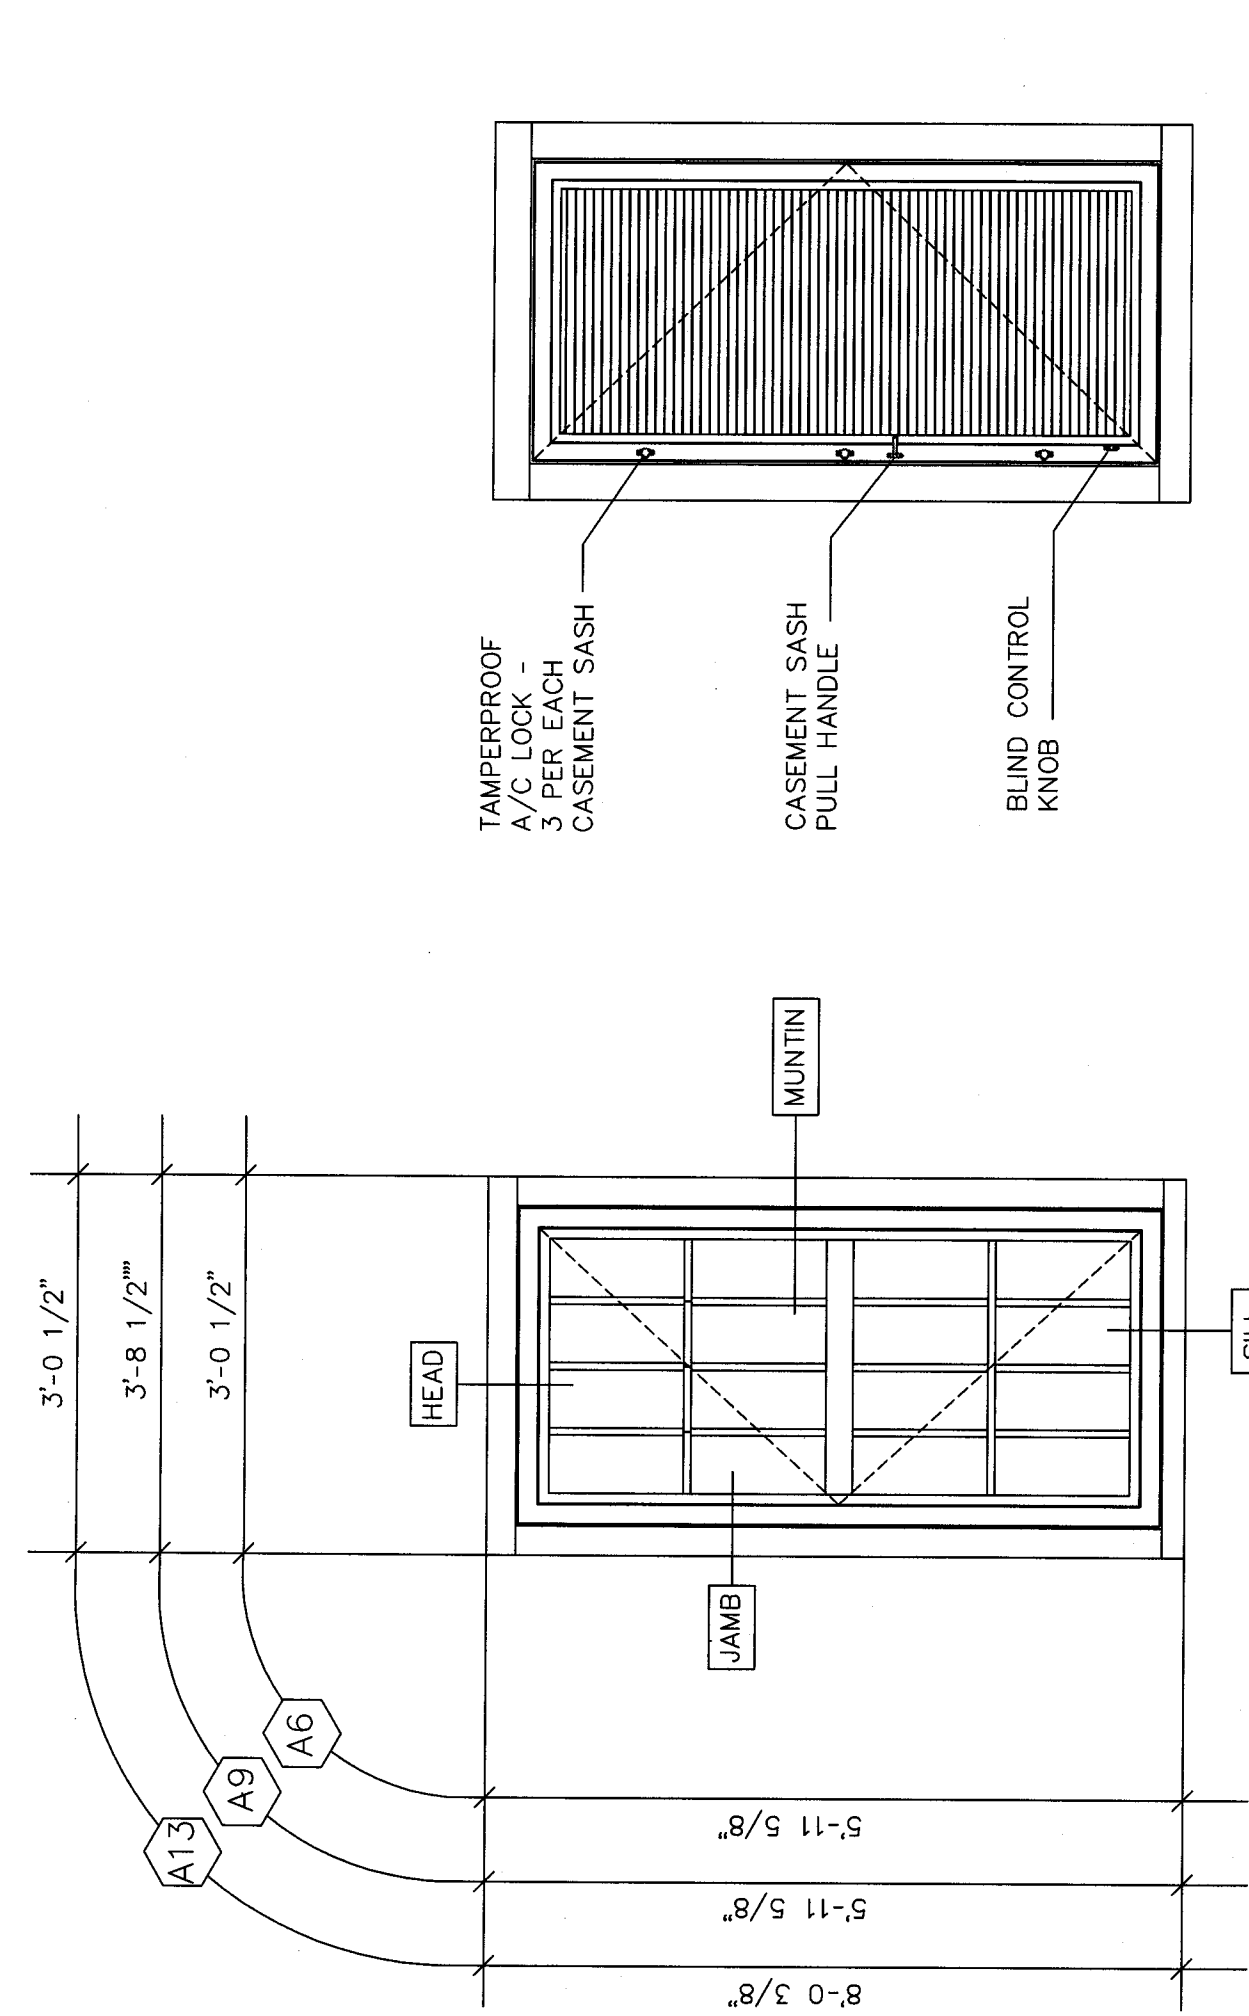 TAMPERPROOF
A/C LOCK -
3 PER EACH
CASEMENT SASH
CASEMENT SASH
PULL HANDLE
BLIND CONTROL
KNOB
3'-0 1/2"
3'-8 1/2""
3'-0 1/2"
HEAD
MUNTIN
JAMB
A13
A9
A6
5'-11 5/8"
5'-11 5/8"
8'-0 3/8"